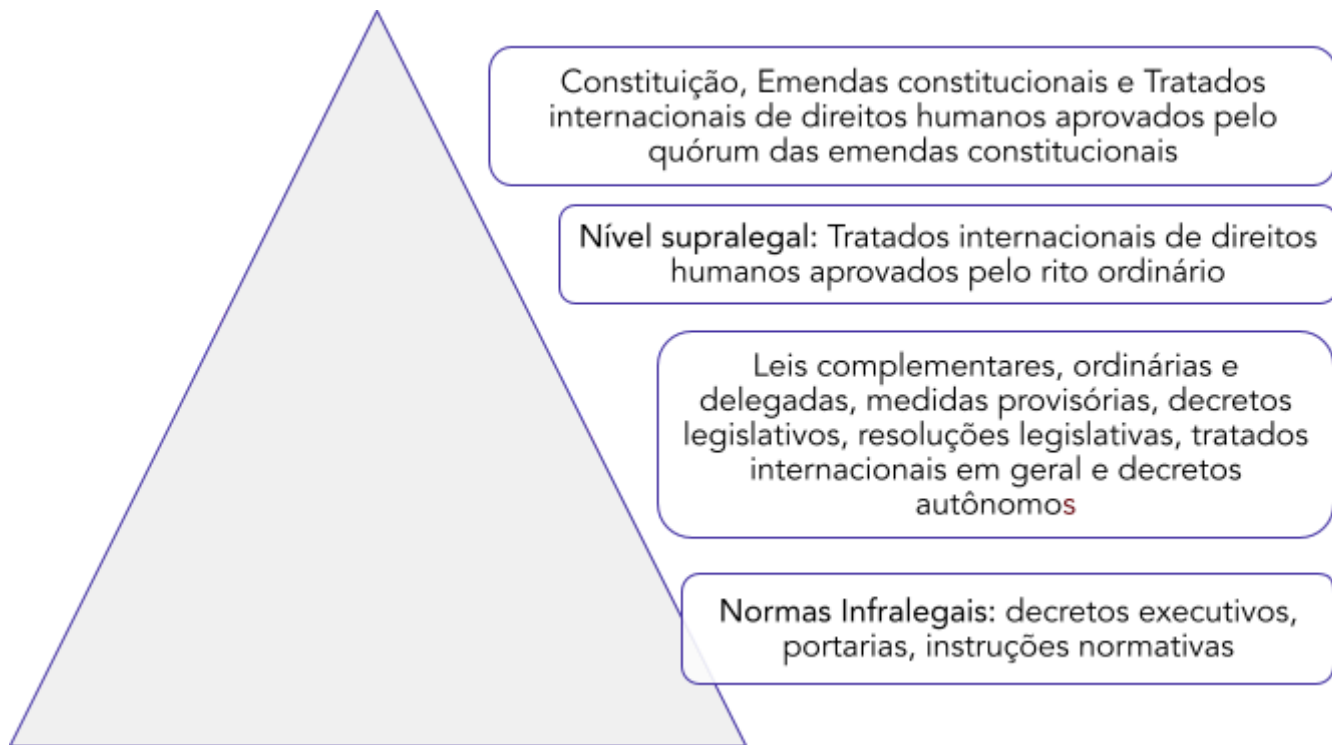 Constituição, Emendas constitucionais e Tratados
internacionais de direitos humanos aprovados pelo
quórum das emendas constitucionais
Nível supralegal: Tratados internacionais de direitos
humanos aprovados pelo rito ordinário
Leis complementares, ordinárias e
delegadas, medidas provisórias, decretos
legislativos, resoluções legislativas, tratados
internacionais em geral e decretos
autônomos
Normas Infralegais: decretos executivos,
portarias, instruções normativas